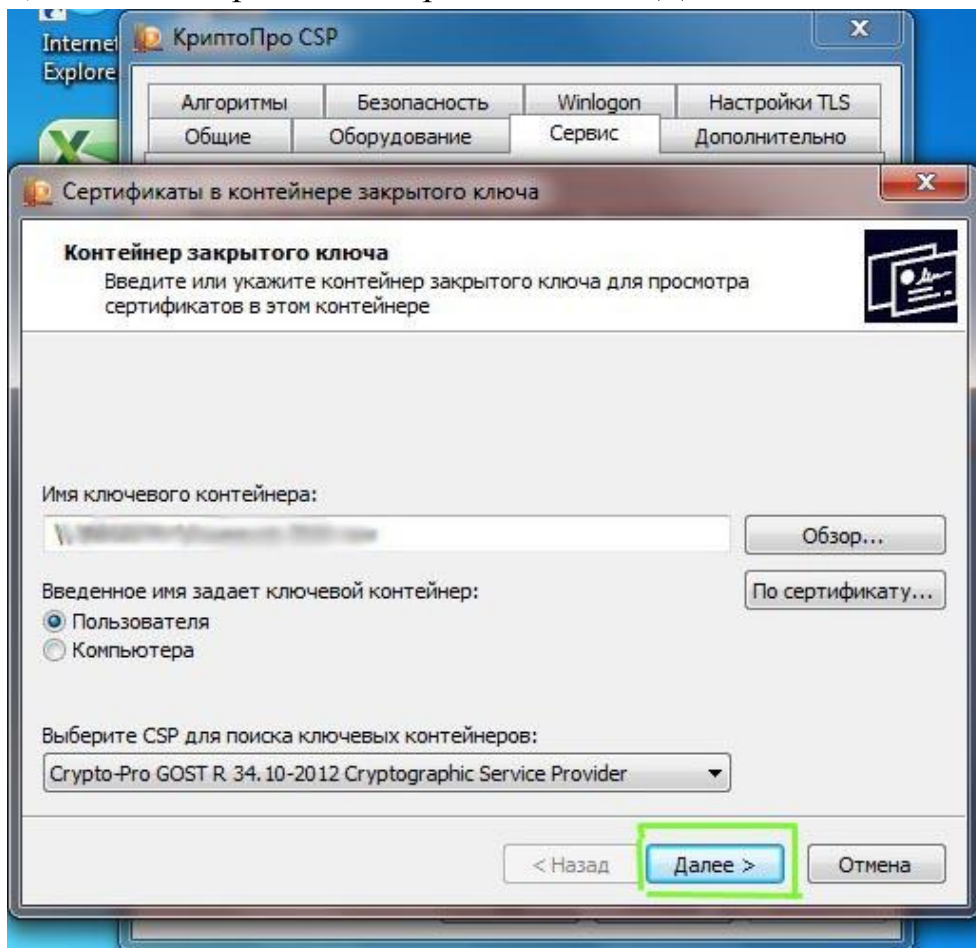 Internet
Explore
КриптоПро CSP
Алгоритмы
Безопасность
Winlogon
Настройки TLS
Общие
Оборудование
Сервис
Дополнительно
Сертификаты в контейнере закрытого ключа
Контейнер закрытого ключа
Введите или укажите контейнер закрытого ключа для просмотра
сертификатов в этом контейнере
Имя ключевого контейнера:
Обзор...
Введенное имя задает ключевой контейнер:
По сертификату...
Пользователя
Компьютера
Выберите CSP для поиска ключевых контейнеров:
Crypto-Pro GOST R 34.10-2012 Cryptographic Service Provider
< Назад
Далее >
Отмена